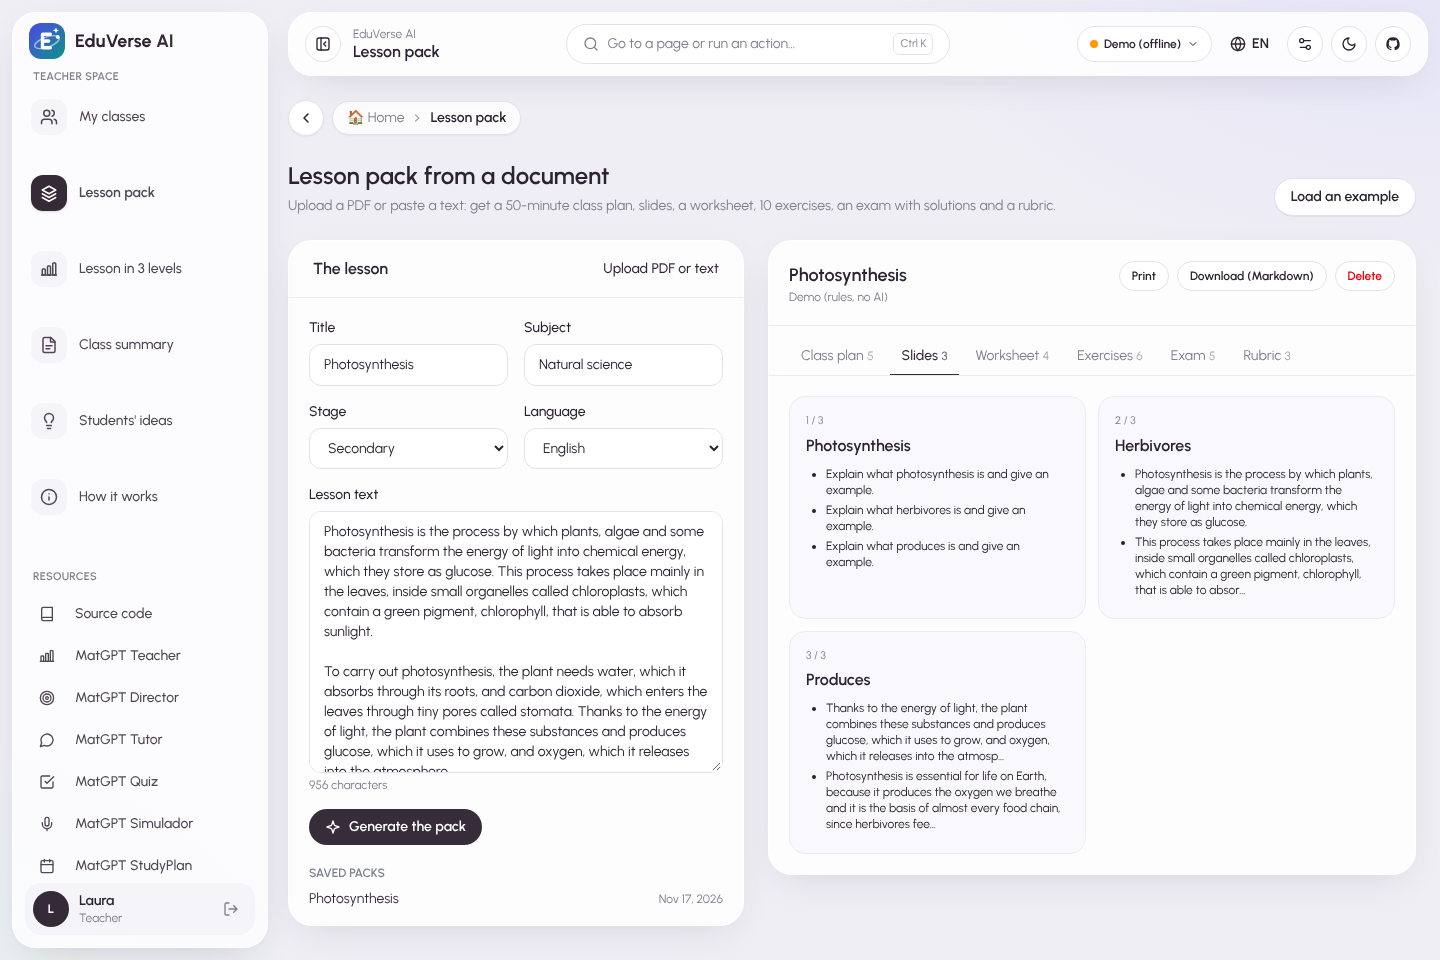 EduVerse AI
TEACHER SPACE
My classes
Lesson pack
Lesson in 3 levels
Class summary
Students' ideas
How it works
RESOURCES
Source code
MatGPT Teacher
MatGPT Director
MatGPT Tutor
MatGPT Quiz
MatGPT Simulador
MatGPT StudyPlan
L
Laura
Teacher
EduVerse AI
Lesson pack
Go to a page or run an action...
Ctrl K
Demo (offline)
EN
Home
Lesson pack
Lesson pack from a document
Upload a PDF or paste a text: get a 50-minute class plan, slides, a worksheet, 10 exercises, an exam with solutions and a rubric.
Load an example
The lesson
Upload PDF or text
Title
Subject
Photosynthesis
Natural science
Stage
Language
Secondary
English
Lesson text
Photosynthesis is the process by which plants, algae and some
bacteria transform the energy of light into chemical energy,
which they store as glucose. This process takes place mainly in
the leaves, inside small organelles called chloroplasts, which
contain a green pigment, chlorophyll, that is able to absorb
sunlight.
To carry out photosynthesis, the plant needs water, which it
absorbs through its roots, and carbon dioxide, which enters the
leaves through tiny pores called stomata. Thanks to the energy
of light, the plant combines these substances and produces
glucose, which it uses to grow, and oxygen, which it releases
into the atmosphere.
956 characters
Generate the pack
SAVED PACKS
Photosynthesis
Nov 17, 2026
Photosynthesis
Demo (rules, no AI)
Print
Download (Markdown)
Delete
Class plan 5
Slides 3
Worksheet 4
Exercises 6
Exam 5
Rubric 3
1 / 3
Photosynthesis
• Explain what photosynthesis is and give an
example.
• Explain what herbivores is and give an
example.
• Explain what produces is and give an
example.
2 / 3
Herbivores
• Photosynthesis is the process by which plants,
algae and some bacteria transform the
energy of light into chemical energy, which
they store as glucose.
• This process takes place mainly in the leaves,
inside small organelles called chloroplasts,
which contain a green pigment, chlorophyll,
that is able to absor...
3 / 3
Produces
• Thanks to the energy of light, the plant
combines these substances and produces
glucose, which it uses to grow, and oxygen,
which it releases into the atmosp...
• Photosynthesis is essential for life on Earth,
because it produces the oxygen we breathe
and it is the basis of almost every food chain,
since herbivores fee...